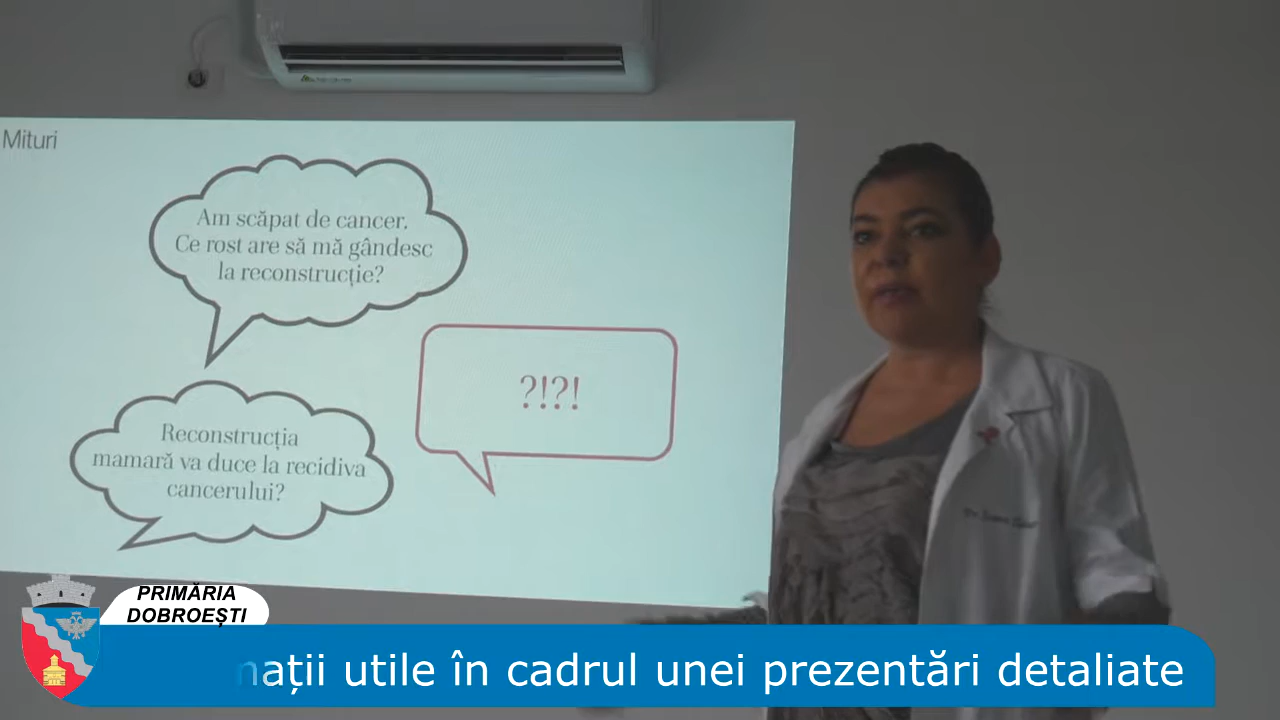 Mituri
Am scăpat de cancer.
Ce rost are să mă gândesc
la reconstrucție?
?!?!
Reconstrucția
mamară va duce la recidiva
cancerului?
PRIMĂRIA
DOBROEȘTI
nații utile în cadrul unei prezentări detaliate